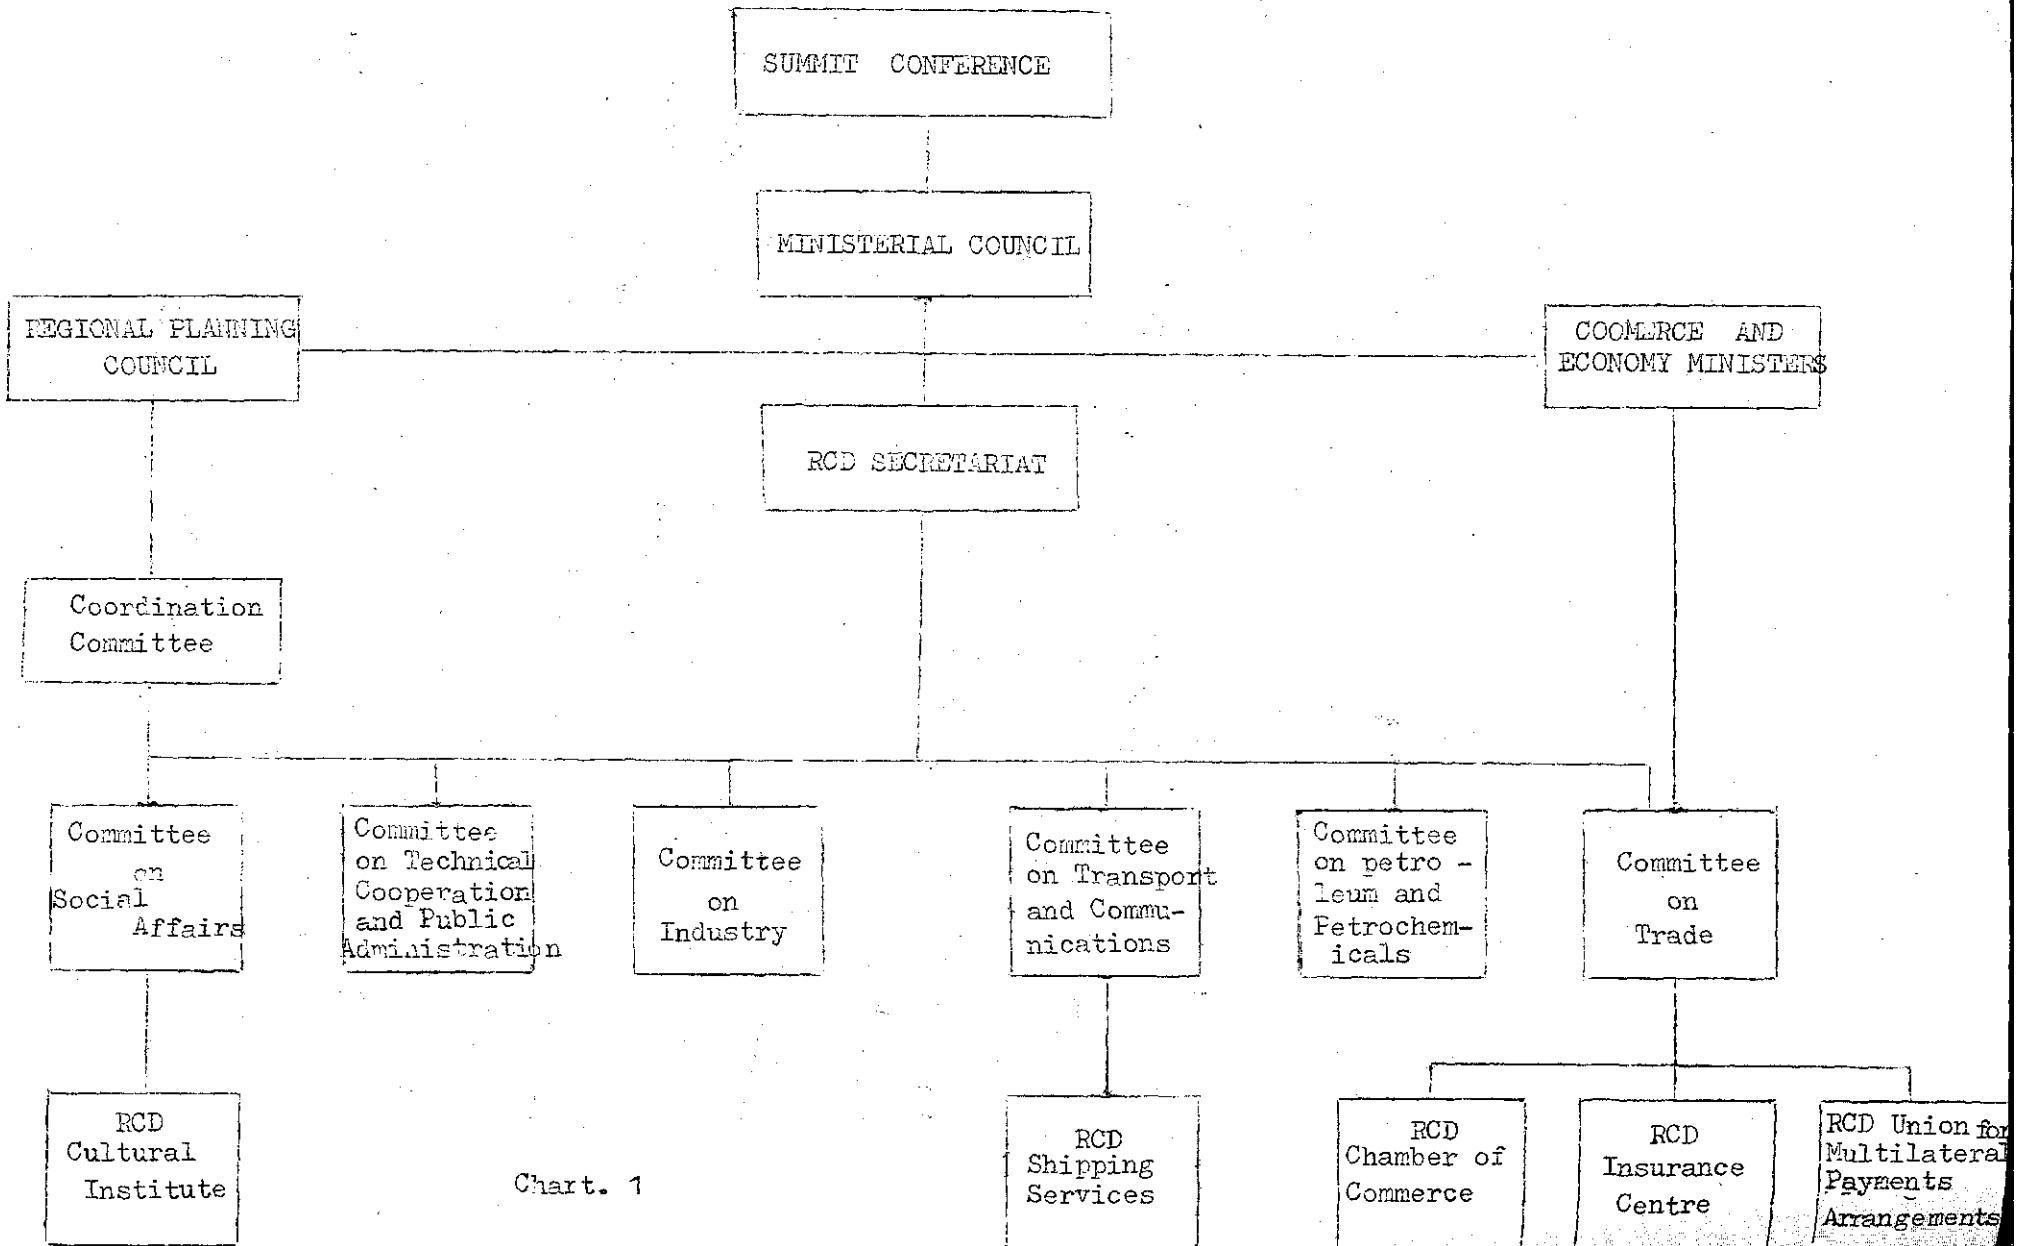 SUMMIT CONFERENCE
MINISTERIAL COUNCIL
REGIONAL PLANNING
COUNCIL
COOMERCE AND
ECONOMY MINISTERS
RCD SECRETARIAT
Coordination
Committee
Committee
on
Social
Affairs
Committee
on Technical
Cooperation
and Public
Administration
Committee
on
Industry
Committee
on Transport
and Commu-
nications
Committee
on petro -
leum and
Petrochem-
icals
Committee
on
Trade
RCD
Cultural
Institute
Chart. 1
RCD
Shipping
Services
RCD
Chamber of
Commerce
RCD
Insurance
Centre
RCD Union for
Multilateral
Payments
Arrangements